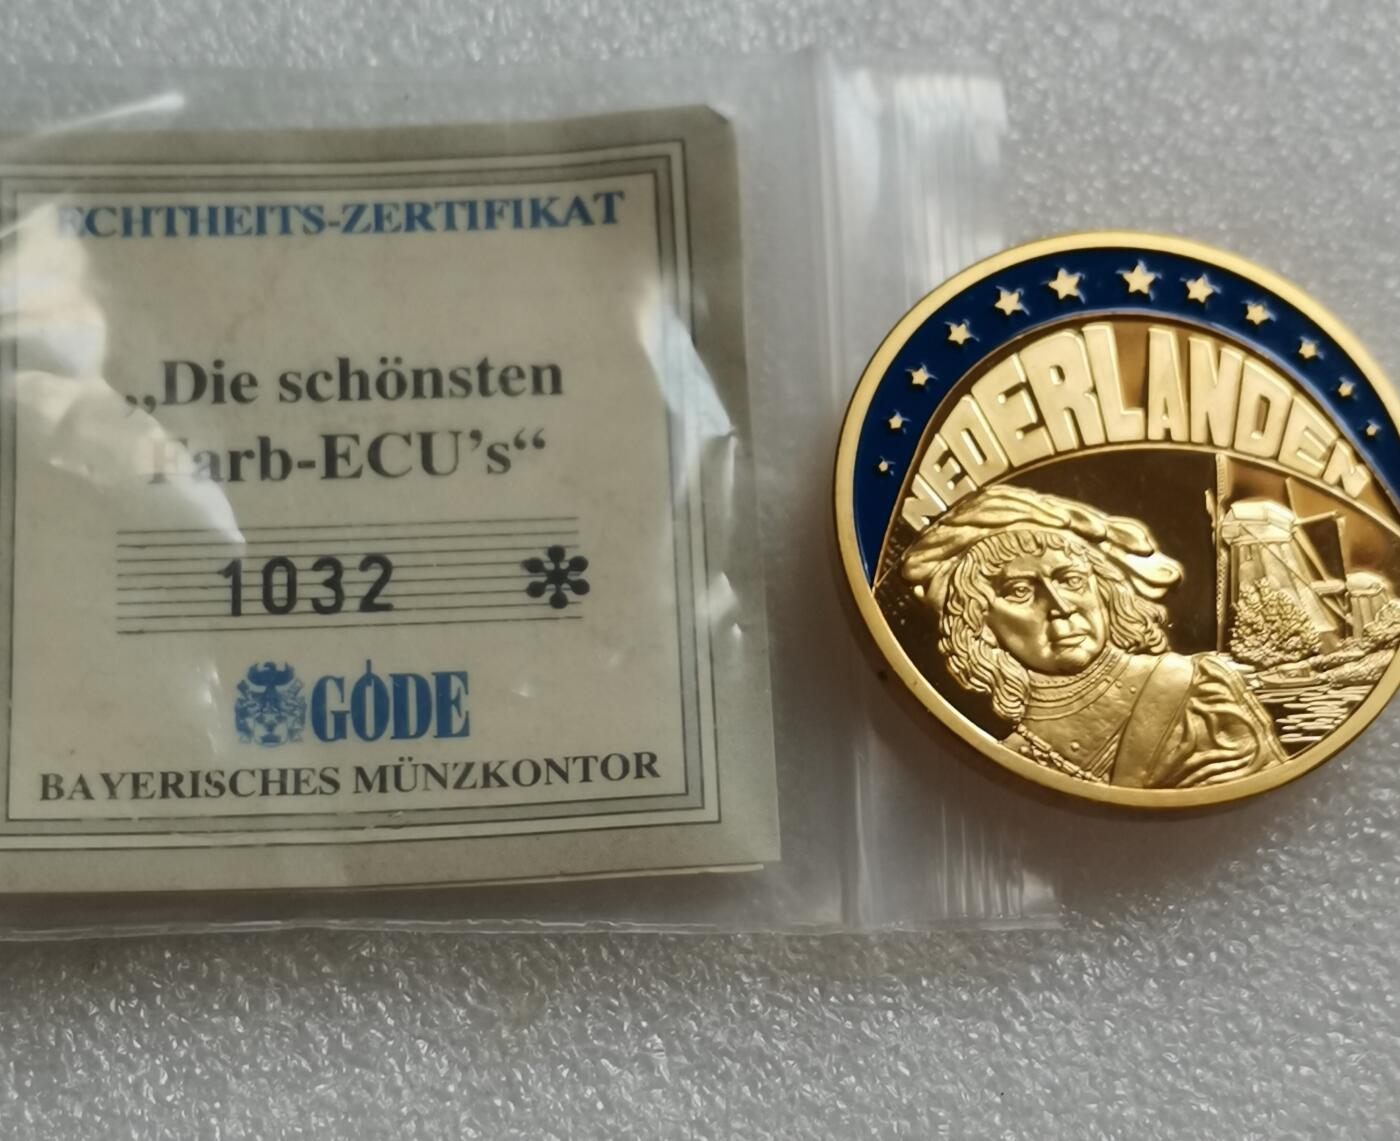 ECHTHEITS-ZERTIFIKAT
„Die schönsten
Farb-ECU's“
1032
GÖDE
BAYERISCHES MÜNZKONTOR
NEDERLANDEN